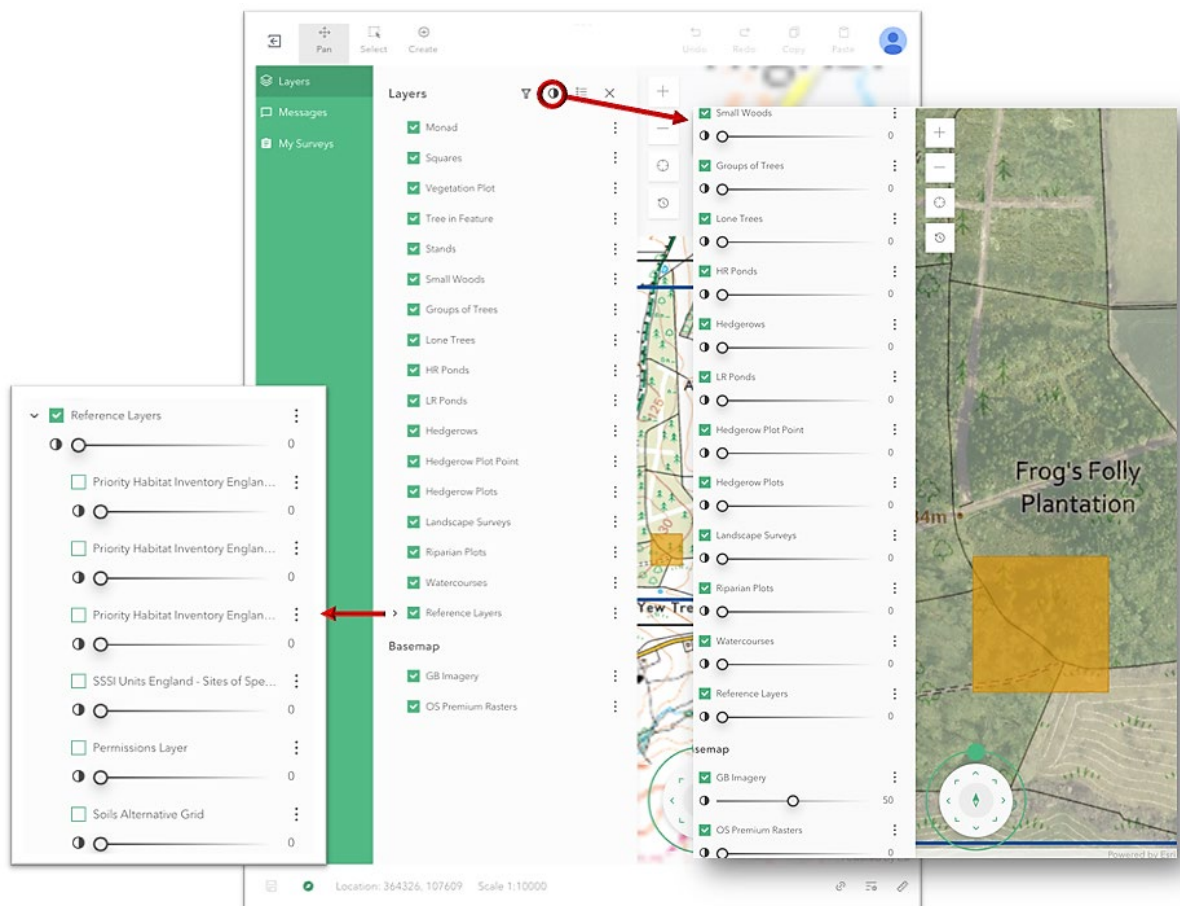 Pan
Select
Create
Undo
Redo
Copy
Paste
Layers
Messages
My Surveys
Layers
Monad
Squares
Vegetation Plot
Tree in Feature
Stands
Small Woods
Groups of Trees
Lone Trees
HR Ponds
LR Ponds
Hedgerows
Hedgerow Plot Point
Hedgerow Plots
Landscape Surveys
Riparian Plots
Watercourses
Reference Layers
Basemap
GB Imagery
OS Premium Rasters
125
30
Yew Tre
Reference Layers
0
Priority Habitat Inventory Englan...
0
Priority Habitat Inventory Englan...
0
Priority Habitat Inventory Englan...
0
SSSI Units England - Sites of Spe...
0
Permissions Layer
0
Soils Alternative Grid
0
Small Woods
0
Groups of Trees
0
Lone Trees
0
HR Ponds
0
Hedgerows
0
LR Ponds
0
Hedgerow Plot Point
0
Hedgerow Plots
0
Landscape Surveys
0
Riparian Plots
0
Watercourses
0
Reference Layers
0
semap
GB Imagery
50
OS Premium Rasters
0
Frog's Folly
Plantation
4m
Powered by Esri
Location: 364326, 107609 Scale 1:10000